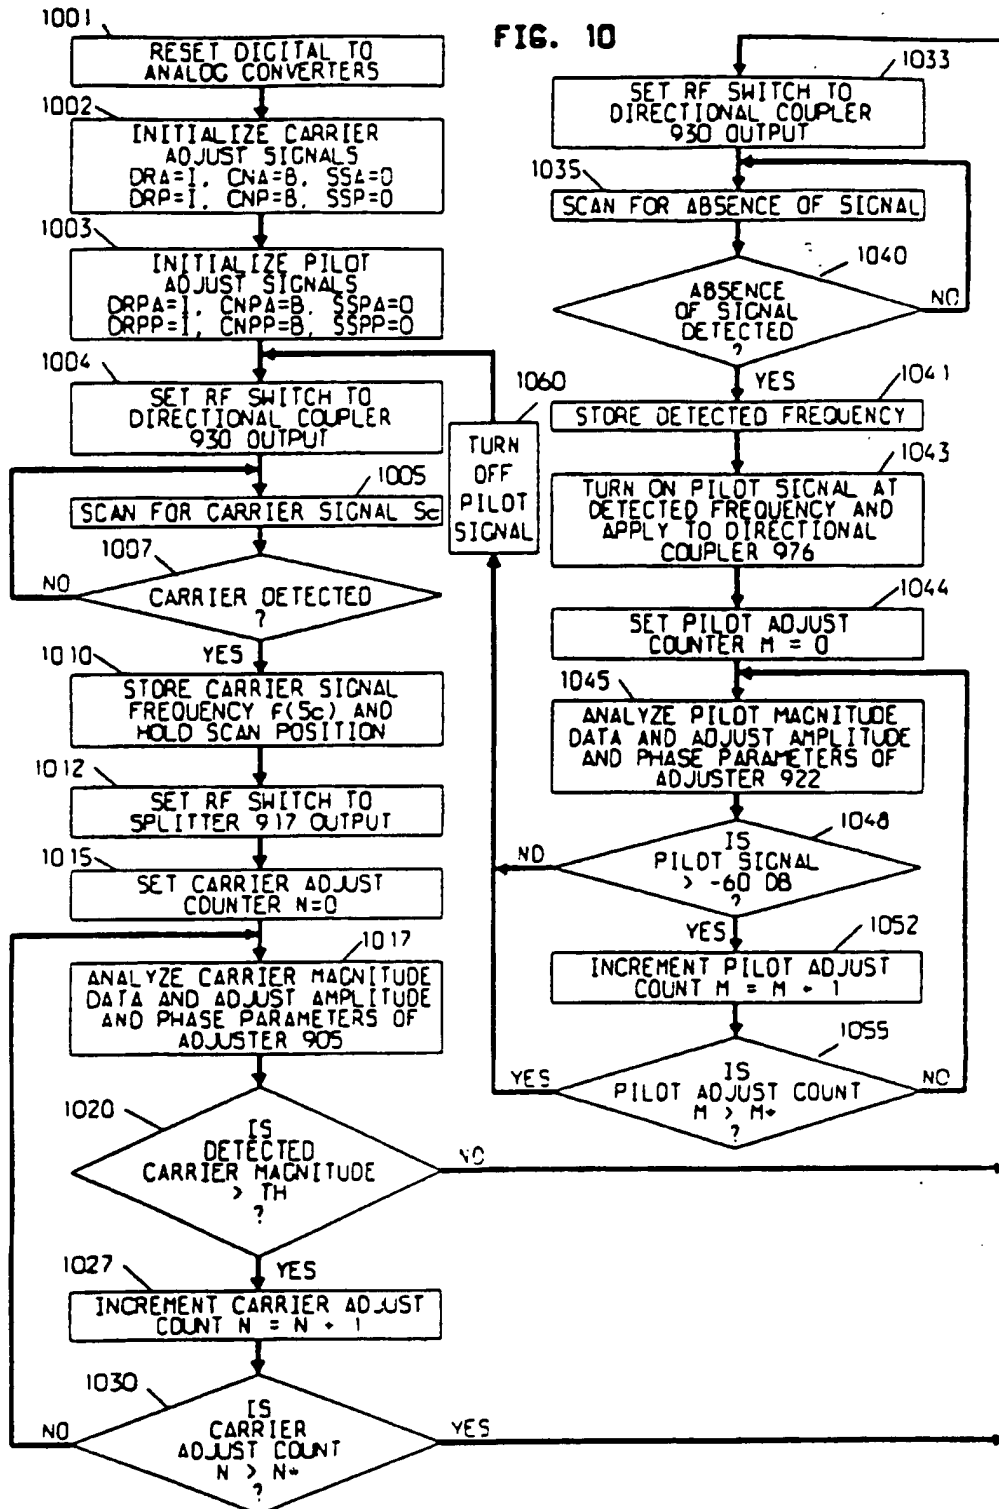 FIG. 10
1001
RESET DIGITAL TO
ANALOG CONVERTERS
1002
INITIALIZE CARRIER
ADJUST SIGNALS
DRA=I, CNA=B, SSA=0
DRP=I, CNP=B, SSP=0
1003
INITIALIZE PILOT
ADJUST SIGNALS
DRPA=I, CNPA=B, SSPA=0
DRPP=I, CNPP=B, SSPP=0
1004
SET RF SWITCH TO
DIRECTIONAL COUPLER
930 OUTPUT
1005
SCAN FOR CARRIER SIGNAL Sc
1007
CARRIER DETECTED
?
NO
YES
1010
STORE CARRIER SIGNAL
FREQUENCY f(Sc) AND
HOLD SCAN POSITION
1012
SET RF SWITCH TO
SPLITTER 917 OUTPUT
1015
SET CARRIER ADJUST
COUNTER N=0
1017
ANALYZE CARRIER MAGNITUDE
DATA AND ADJUST AMPLITUDE
AND PHASE PARAMETERS OF
ADJUSTER 905
1020
IS
DETECTED
CARRIER MAGNITUDE
> TH
?
NO
YES
1027
INCREMENT CARRIER ADJUST
COUNT N = N + 1
1030
IS
CARRIER
ADJUST COUNT
N > N*
?
NO
YES
1033
SET RF SWITCH TO
DIRECTIONAL COUPLER
930 OUTPUT
1035
SCAN FOR ABSENCE OF SIGNAL
1040
ABSENCE
OF SIGNAL
DETECTED
?
NO
YES
1041
STORE DETECTED FREQUENCY
1043
TURN ON PILOT SIGNAL AT
DETECTED FREQUENCY AND
APPLY TO DIRECTIONAL
COUPLER 976
1044
SET PILOT ADJUST
COUNTER M = 0
1045
ANALYZE PILOT MAGNITUDE
DATA AND ADJUST AMPLITUDE
AND PHASE PARAMETERS OF
ADJUSTER 922
1048
IS
PILOT SIGNAL
> -60 DB
?
NO
YES
1052
INCREMENT PILOT ADJUST
COUNT M = M + 1
1055
IS
PILOT ADJUST COUNT
M > M*
?
YES
NO
1060
TURN
OFF
PILOT
SIGNAL